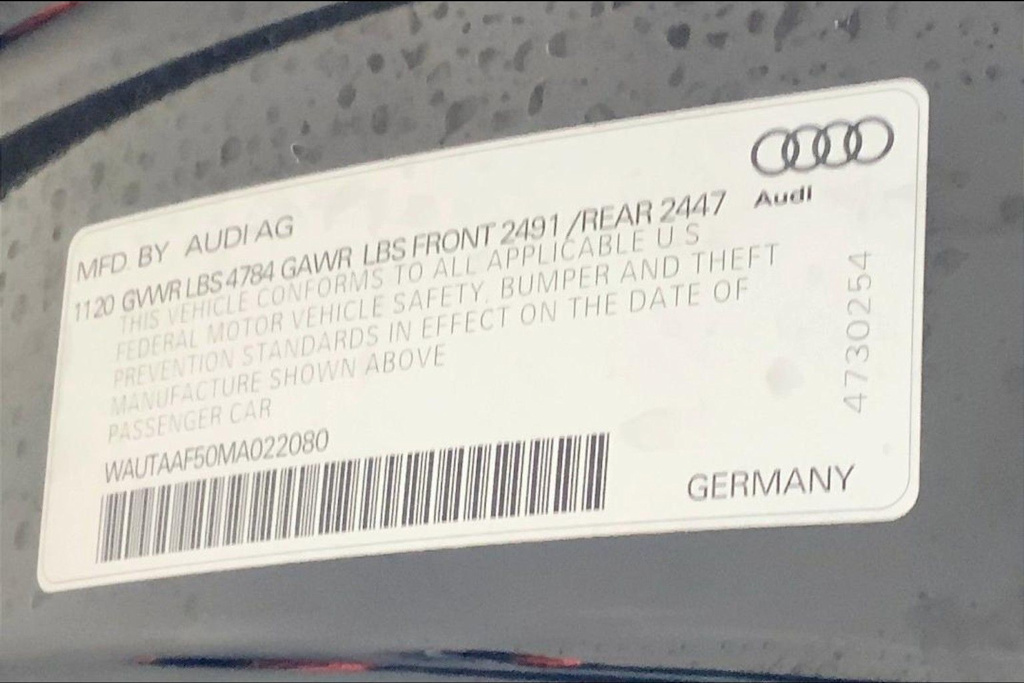 Audi
MFD. BY AUDI AG
1120 GVWR LBS 4784 GAWR LBS FRONT 2491 /REAR 2447
THIS VEHICLE CONFORMS TO ALL APPLICABLE U.S
FEDERAL MOTOR VEHICLE SAFETY, BUMPER AND THEFT
PREVENTION STANDARDS IN EFFECT ON THE DATE OF
MANUFACTURE SHOWN ABOVE
PASSENGER CAR
WAUTAAF50MA022080
GERMANY
4730254